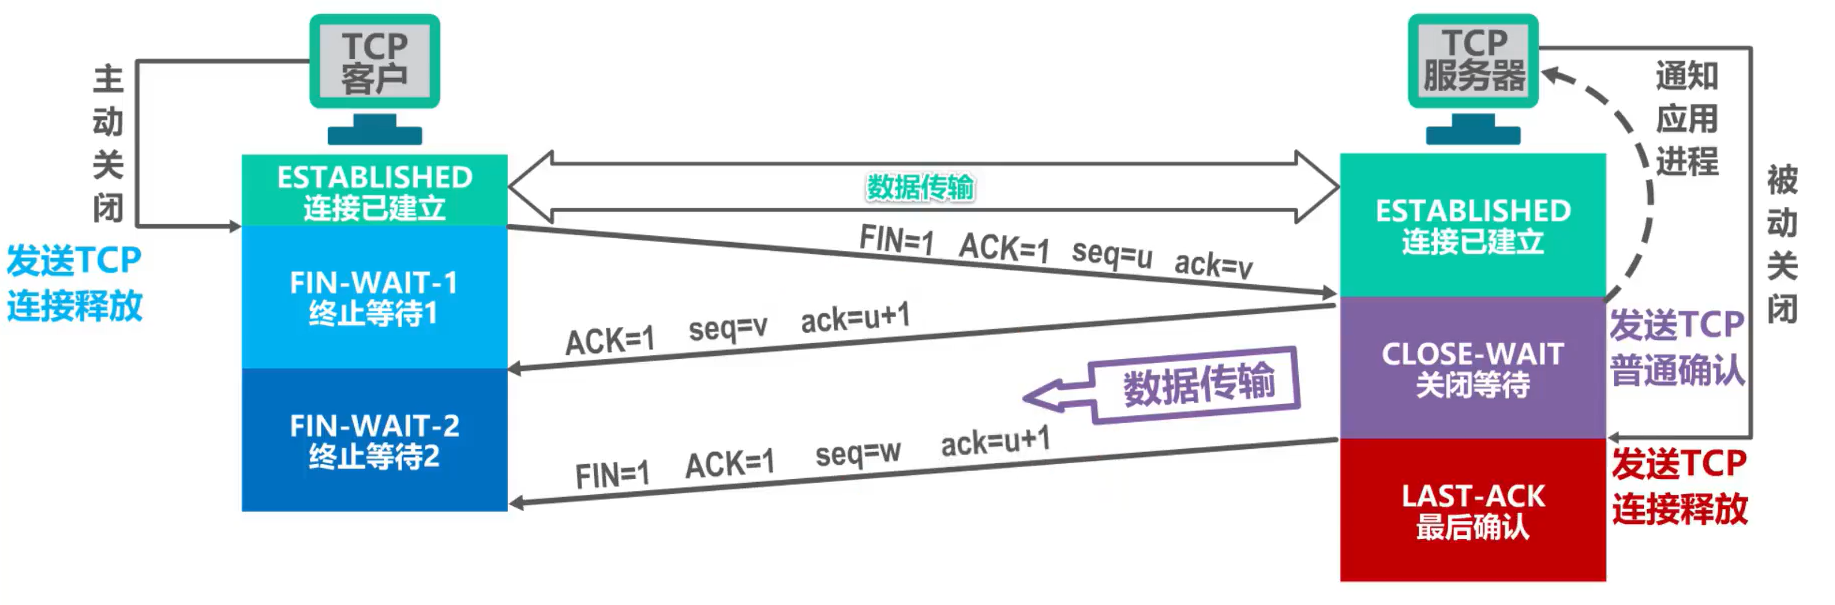 TCP
客户
TCP
服务器
主动关闭
通知
应用
进程
ESTABLISHED
连接已建立
数据传输
ESTABLISHED
连接已建立
被动关闭
FIN=1 ACK=1 seq=u ack=v
发送TCP
连接释放
FIN-WAIT-1
终止等待1
ACK=1 seq=v ack=u+1
发送TCP
普通确认
CLOSE-WAIT
关闭等待
数据传输
FIN-WAIT-2
终止等待2
FIN=1 ACK=1 seq=w ack=u+1
发送TCP
连接释放
LAST-ACK
最后确认